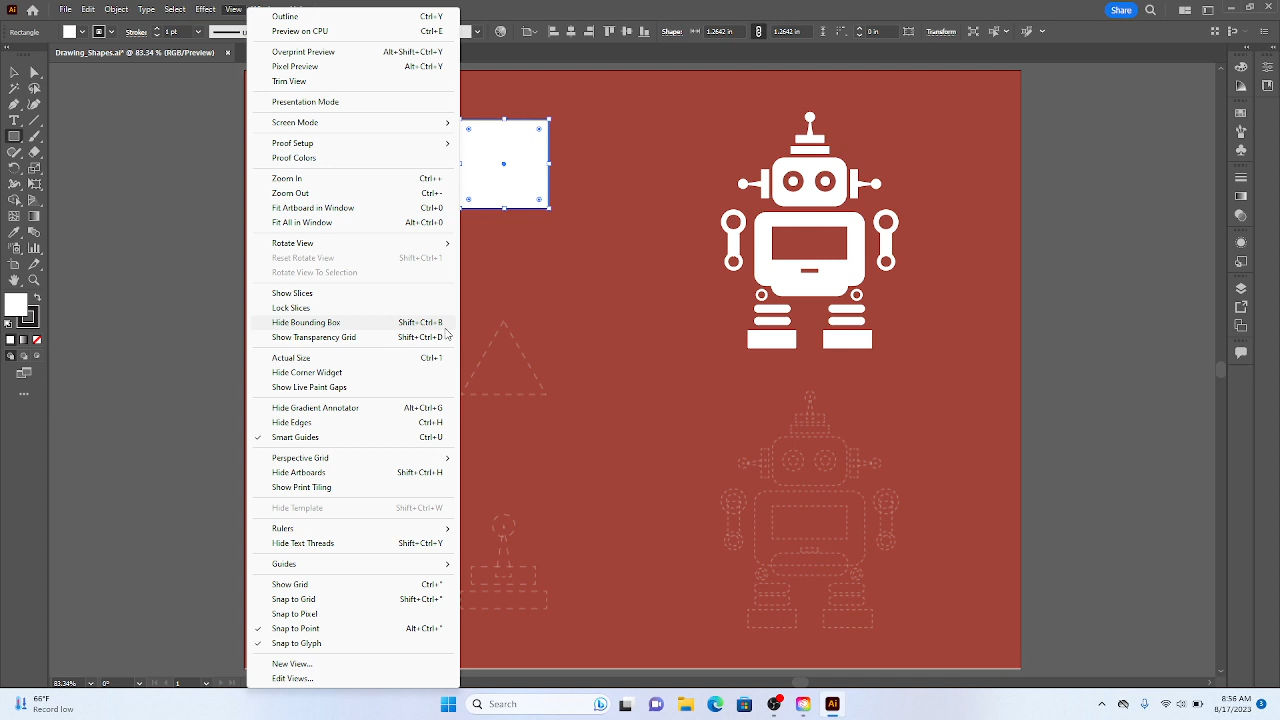 Ai
File
Edit
Object
Type
Select
Effect
View
Share
Drawing_Shapes.ai* @ 83.34 % (RGB/Preview)
Outline Ctrl+Y
Preview on CPU Ctrl+E
Overprint Preview Alt+Shift+Ctrl+Y
Pixel Preview Alt+Ctrl+Y
Trim View
Presentation Mode
Screen Mode
Proof Setup
Proof Colors
Zoom In Ctrl++
Zoom Out Ctrl+-
Fit Artboard in Window Ctrl+0
Fit All in Window Alt+Ctrl+0
Rotate View
Reset Rotate View Shift+Ctrl+1
Rotate View To Selection
Show Slices
Lock Slices
Hide Bounding Box Shift+Ctrl+B
Show Transparency Grid Shift+Ctrl+D
Actual Size Ctrl+1
Hide Corner Widget
Show Live Paint Gaps
Hide Gradient Annotator Alt+Ctrl+G
Hide Edges Ctrl+H
Smart Guides Ctrl+U
Perspective Grid
Hide Artboards Shift+Ctrl+H
Show Print Tiling
Hide Template Shift+Ctrl+W
Rulers
Hide Text Threads Shift+Ctrl+Y
Guides
Show Grid Ctrl+"
Snap to Grid Shift+Ctrl+"
Snap to Pixel
Snap to Point Alt+Ctrl+"
Snap to Glyph
New View...
Edit Views...
83.34% 0° 1
66°F
Record low
Search
Ai
8:56 AM
8/17/2023